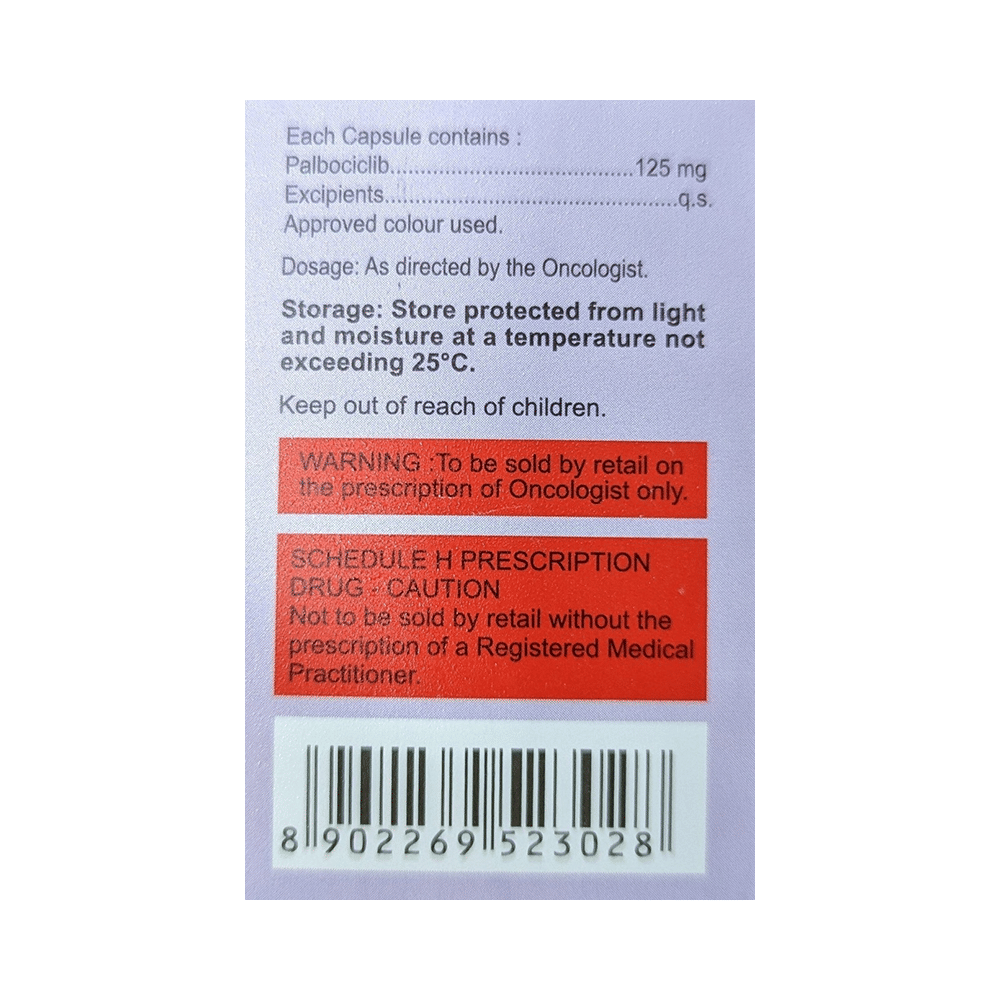 Each Capsule contains :
Palbociclib........................................125 mg
Excipients................................................q.s.
Approved colour used.
Dosage: As directed by the Oncologist.
Storage: Store protected from light
and moisture at a temperature not
exceeding 25°C.
Keep out of reach of children.
WARNING :To be sold by retail on
the prescription of Oncologist only.
SCHEDULE H PRESCRIPTION
DRUG - CAUTION
Not to be sold by retail without the
prescription of a Registered Medical
Practitioner.
8 902269 523028